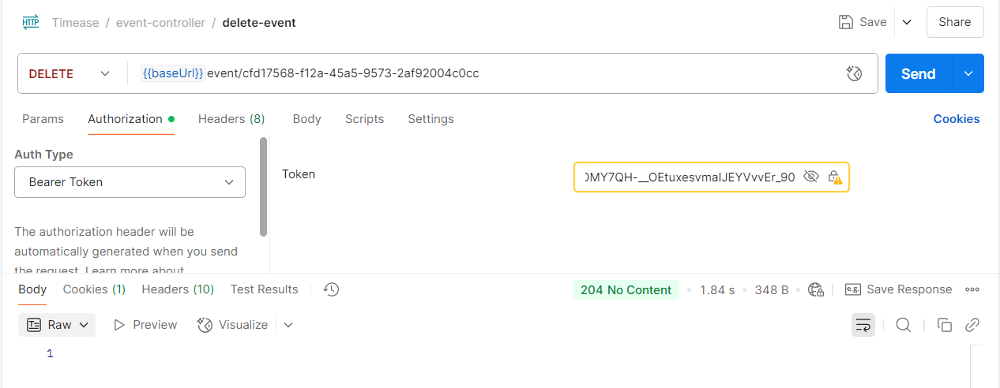 HTTP Timease / event-controller / delete-event Save Share
DELETE {{baseUrl}} event/cfd17568-f12a-45a5-9573-2af92004c0cc Send
Params Authorization Headers (8) Body Scripts Settings Cookies
Auth Type
Bearer Token
Token
MY7QH-__OEtuxesvmaIJEYVvvEr_90
The authorization header will be
automatically generated when you send
the request. Learn more about
Body Cookies (1) Headers (10) Test Results 204 No Content 1.84 s 348 B e.g. Save Response
Raw Preview Visualize
1